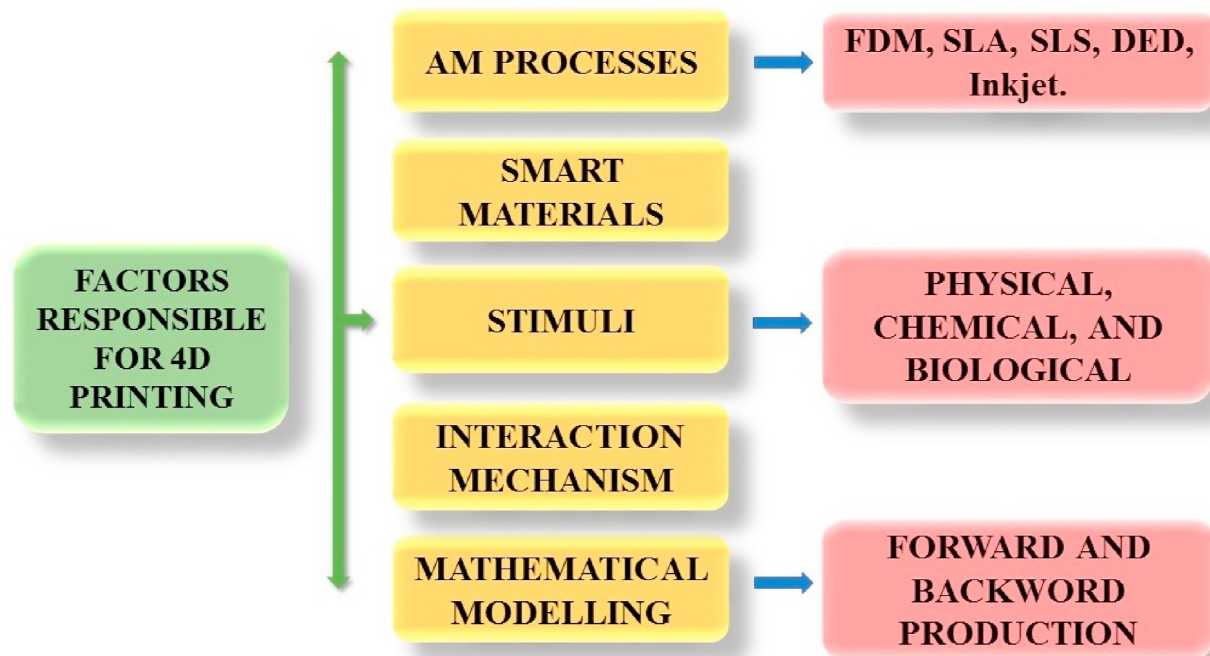 FACTORS
RESPONSIBLE
FOR 4D
PRINTING
AM PROCESSES
FDM, SLA, SLS, DED,
Inkjet.
SMART
MATERIALS
STIMULI
PHYSICAL,
CHEMICAL, AND
BIOLOGICAL
INTERACTION
MECHANISM
MATHEMATICAL
MODELLING
FORWARD AND
BACKWORD
PRODUCTION